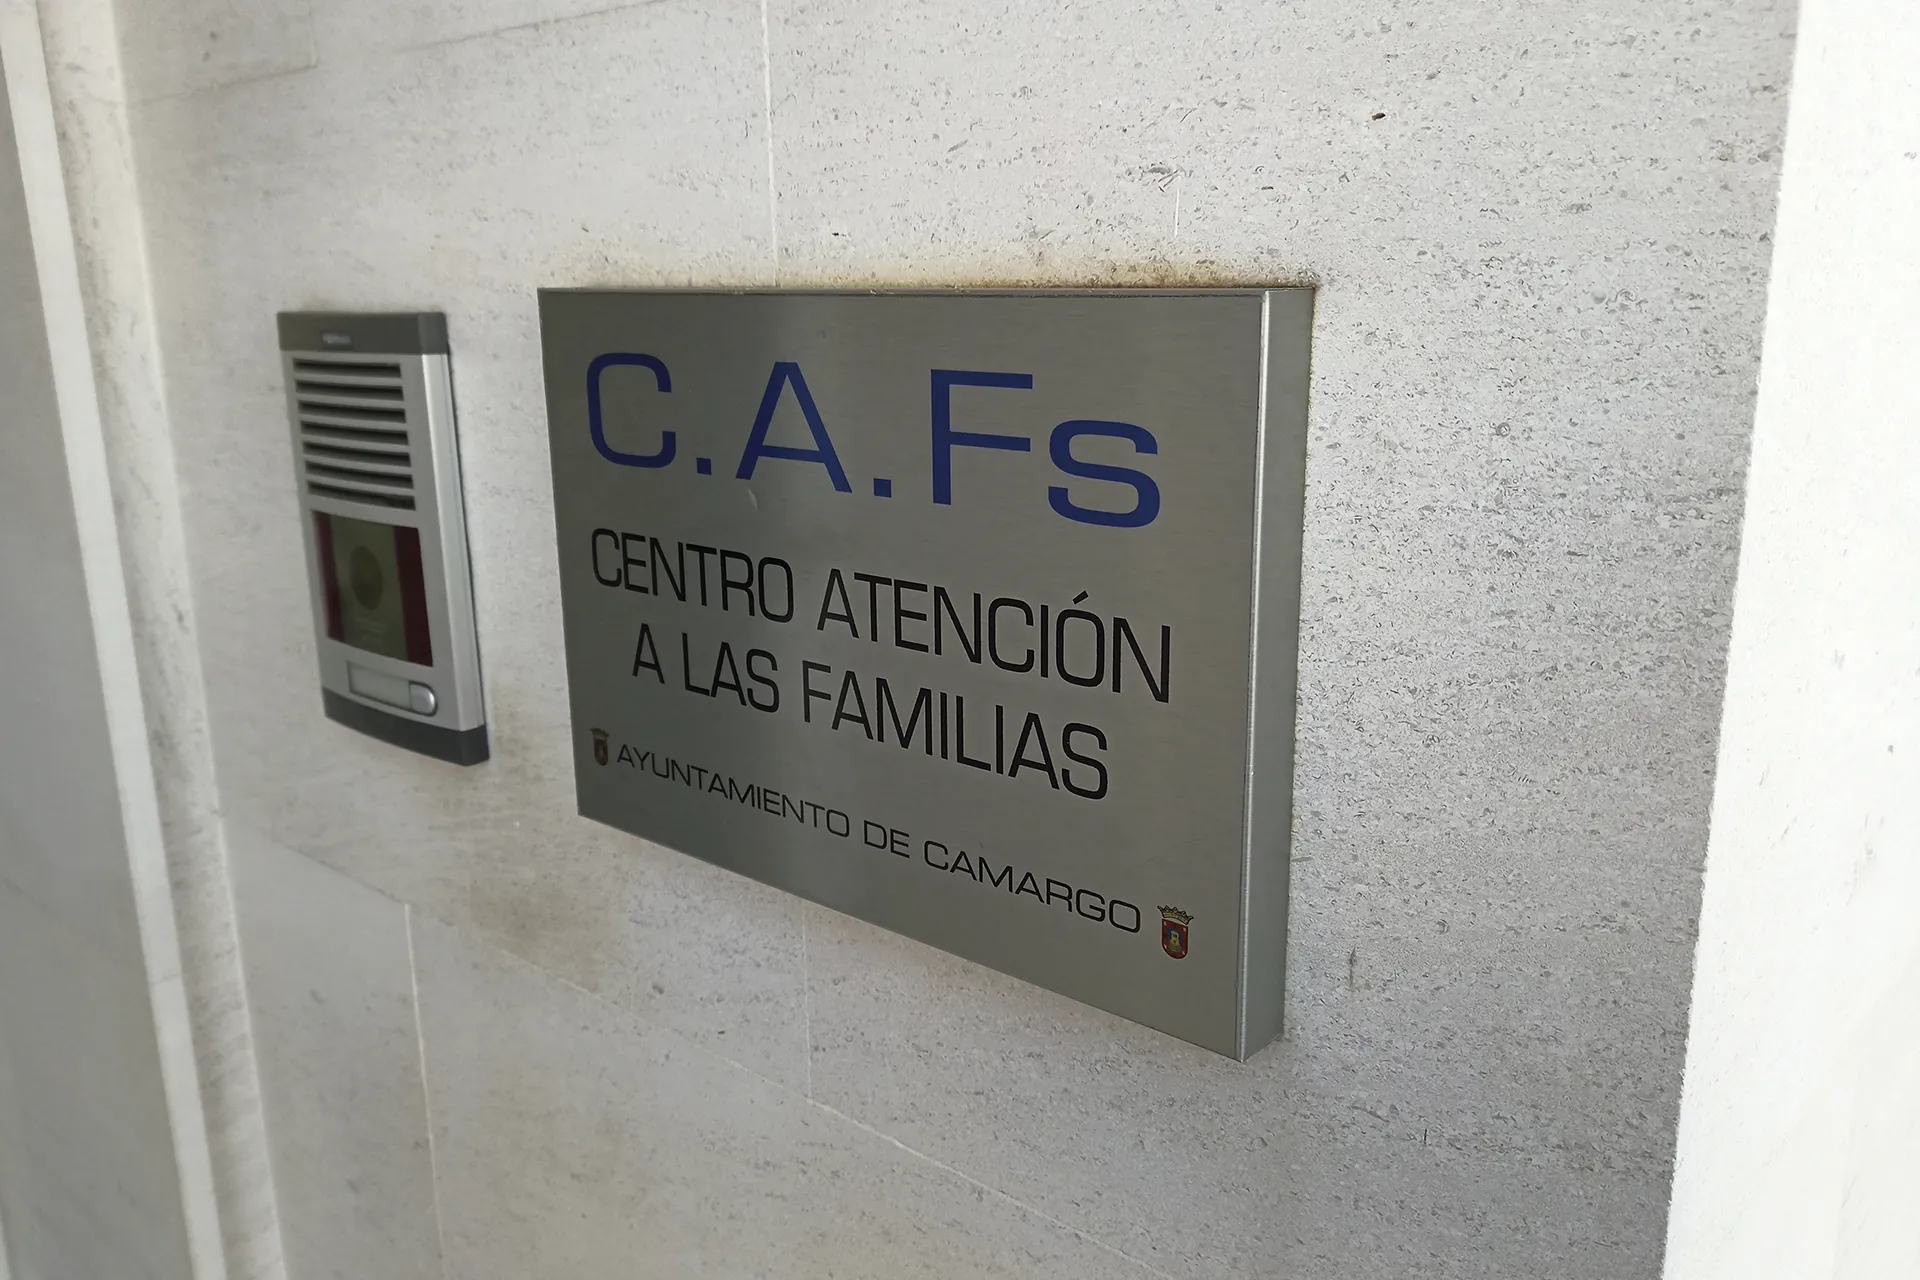 C.A.Fs
CENTRO ATENCIÓN
A LAS FAMILIAS
AYUNTAMIENTO DE CAMARGO